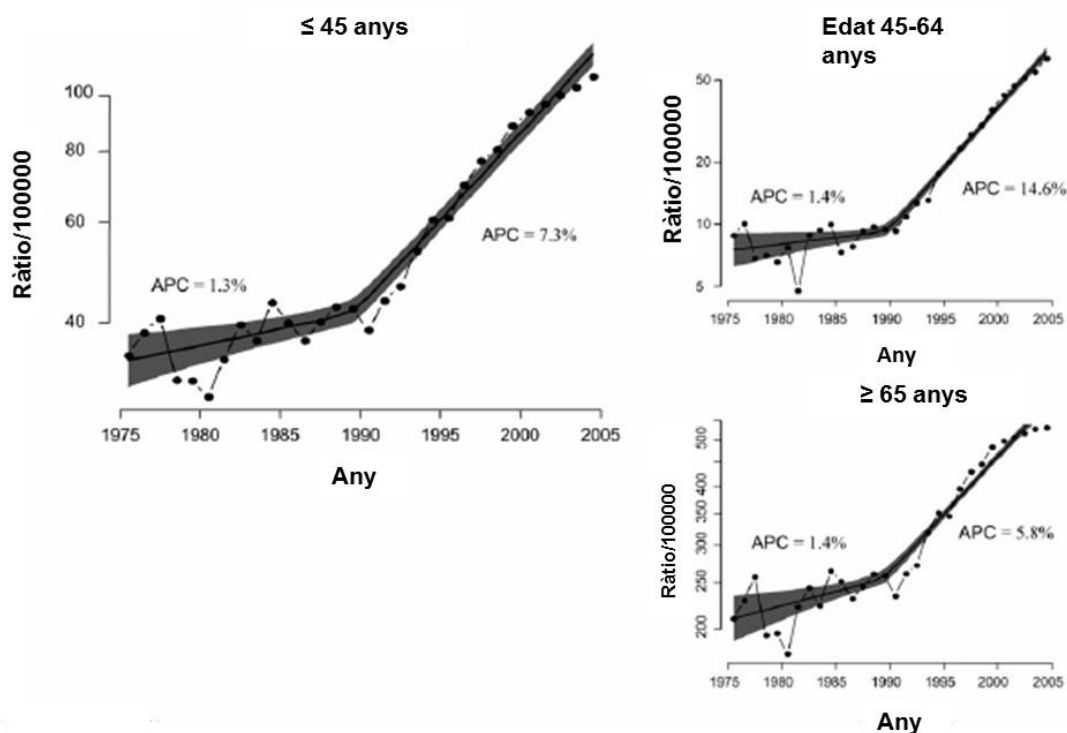 ≤ 45 anys
Ràtio/100000
100
80
60
40
APC = 1.3%
APC = 7.3%
1975 1980 1985 1990 1995 2000 2005
Any
Edat 45-64
anys
Ràtio/100000
50
20
10
5
APC = 1.4%
APC = 14.6%
1975 1980 1985 1990 1995 2000 2005
Any
≥ 65 anys
Ràtio/100000
500
400
350
300
250
200
APC = 1.4%
APC = 5.8%
1975 1980 1985 1990 1995 2000 2005
Any